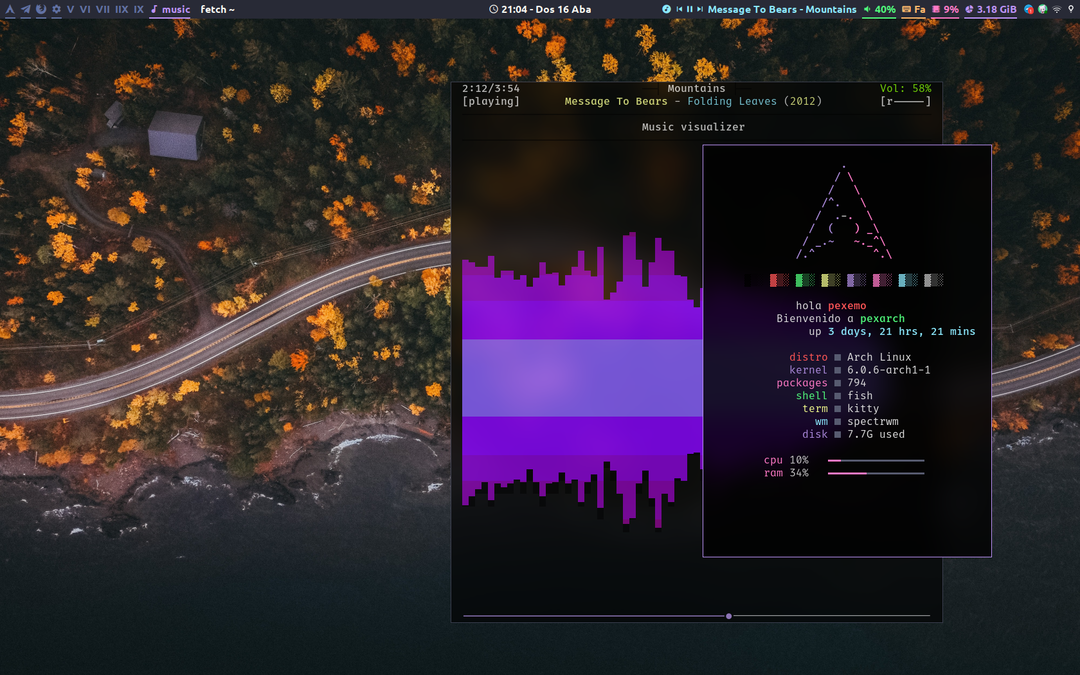 V VI VII IIX IX music fetch ~ 21:04 - Dos 16 Aba Message To Bears - Mountains 40% Fa 9% 3.18 GiB
2:12/3:54 Mountains Vol: 58%
[playing] Message To Bears - Folding Leaves (2012) [r────]
Music visualizer
hola pexemo
Bienvenido a pexarch
up 3 days, 21 hrs, 21 mins
distro Arch Linux
kernel 6.0.6-arch1-1
packages 794
shell fish
term kitty
wm spectrwm
disk 7.7G used
cpu 10%
ram 34%